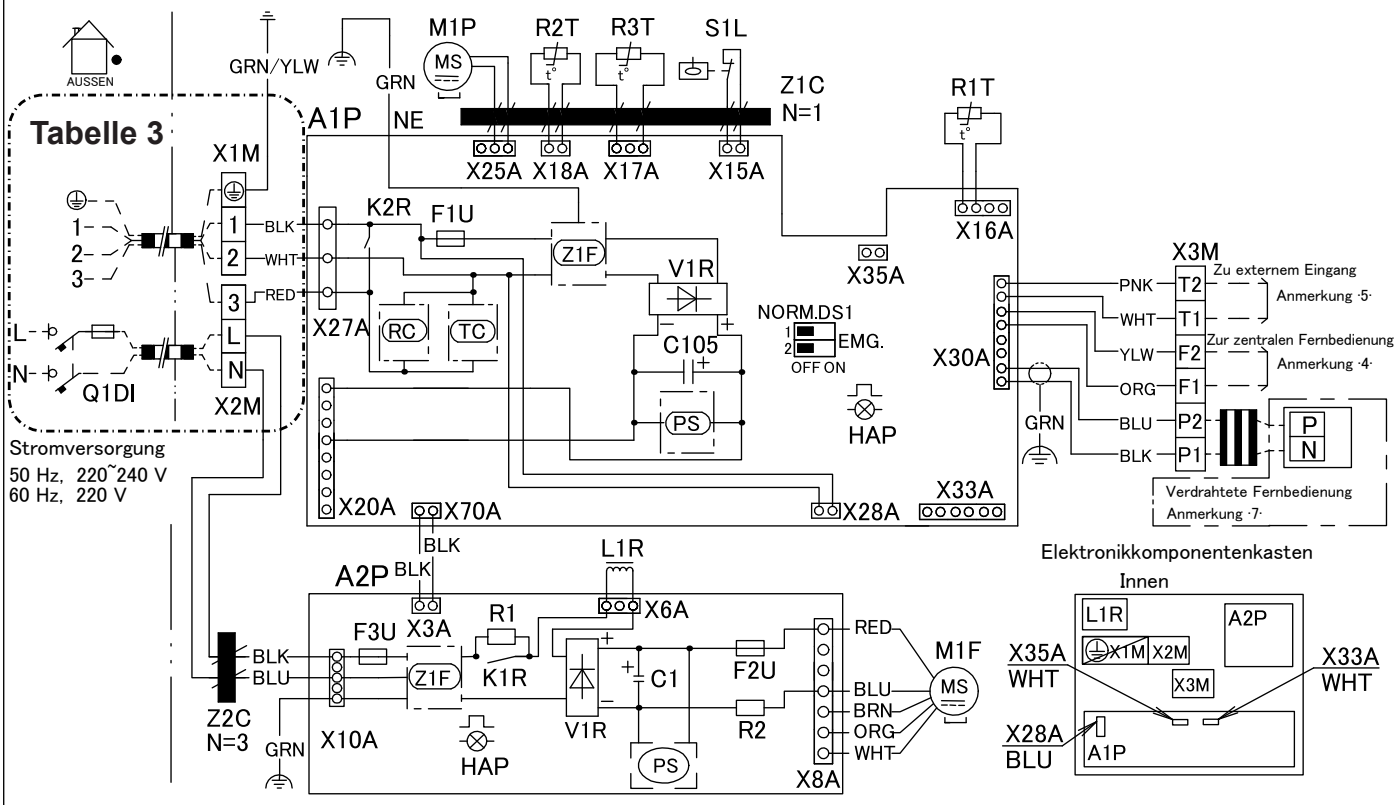 AUSSEN
GRN/YLW
GRN
M1P
MS
R2T
t°
R3T
t°
S1L
Z1C
N=1
R1T
t°
Tabelle 3
A1P
NE
X25A
X18A
X17A
X15A
X16A
X1M
1
2
3
1
2
3
BLK
WHT
RED
X27A
K2R
F1U
Z1F
V1R
X35A
RC
TC
C105
−
+
+
PS
NORM.
DS1
1
2
EMG.
OFF ON
HAP
X30A
PNK
WHT
YLW
ORG
BLU
BLK
GRN
X3M
T2
T1
F2
F1
P2
P1
Zu externem Eingang
Anmerkung ·5·
Zur zentralen Fernbedienung
Anmerkung ·4·
P
N
Verdrahtete Fernbedienung
Anmerkung ·7·
L
N
Q1DI
L
N
X2M
Stromversorgung
50 Hz, 220~240 V
60 Hz, 220 V
X20A
X70A
X28A
X33A
BLK
BLK
A2P
X3A
L1R
X6A
R1
K1R
F3U
Z1F
V1R
+
−
+
C1
F2U
R2
PS
HAP
X10A
BLK
BLU
Z2C
N=3
GRN
X8A
RED
BLU
BRN
ORG
WHT
M1F
MS
Elektronikkomponentenkasten
Innen
L1R
A2P
X1M
X2M
X3M
A1P
X35A
WHT
X33A
WHT
X28A
BLU